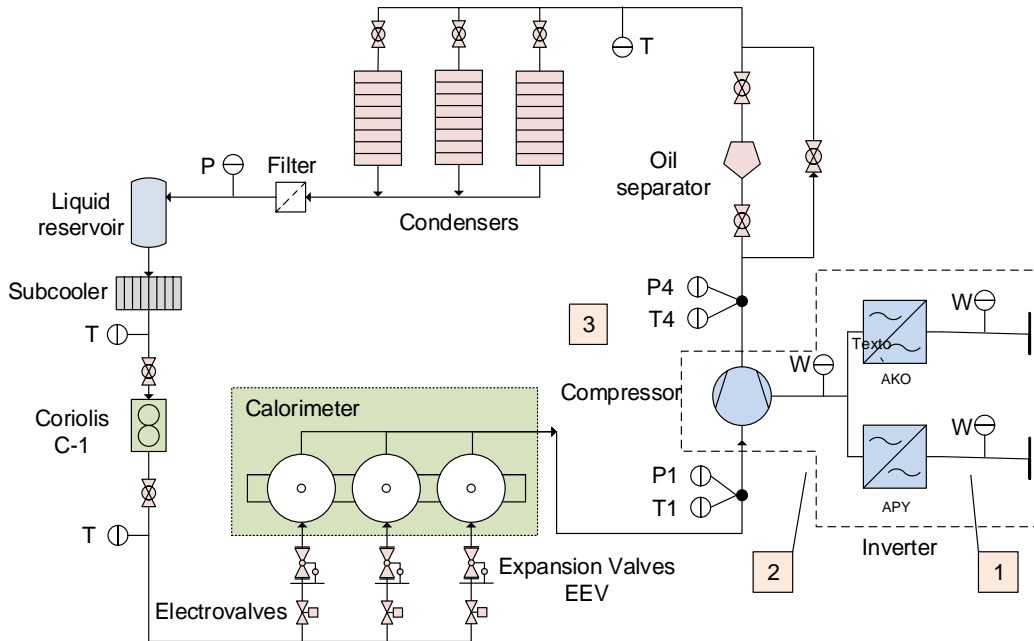 T
P
Filter
Oil
separator
Liquid
reservoir
Condensers
Subcooler
P4
T4
3
T
W
W
Texto
AKO
Compressor
Calorimeter
Coriolis
C-1
W
P1
T1
APY
T
Inverter
Expansion Valves
EEV
2
1
Electrovalves